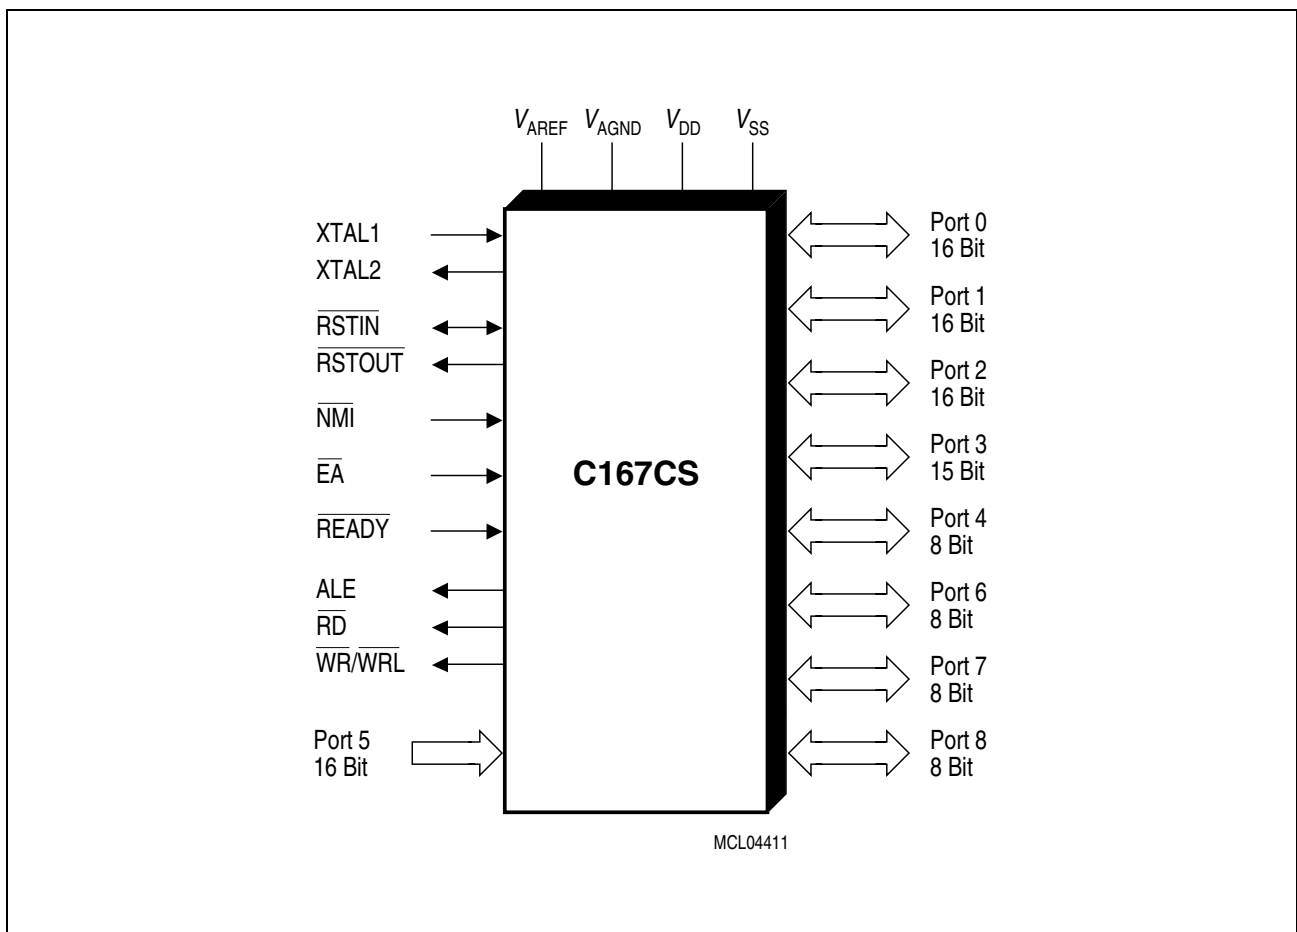 VAREF VAGND VDD VSS
XTAL1
XTAL2
RSTIN
RSTOUT
NMI
EA
READY
ALE
RD
WR/WRL
Port 5
16 Bit
C167CS
Port 0
16 Bit
Port 1
16 Bit
Port 2
16 Bit
Port 3
15 Bit
Port 4
8 Bit
Port 6
8 Bit
Port 7
8 Bit
Port 8
8 Bit
MCL04411